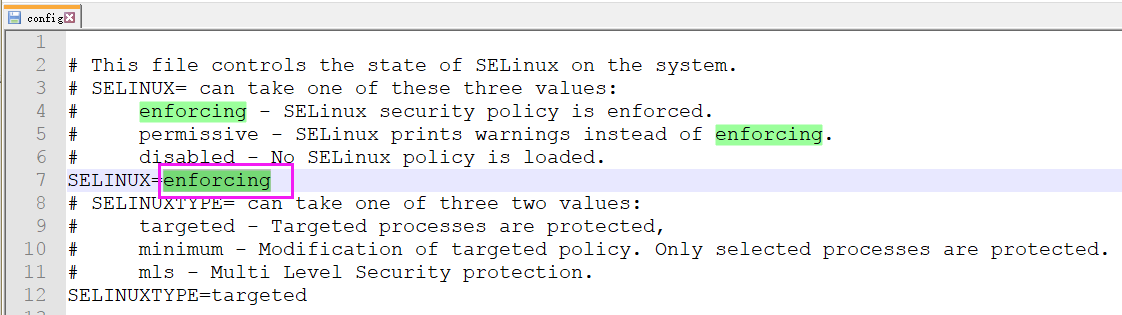 config
1
2 # This file controls the state of SELinux on the system.
3 # SELINUX= can take one of these three values:
4 #      enforcing - SELinux security policy is enforced.
5 #      permissive - SELinux prints warnings instead of enforcing.
6 #      disabled - No SELinux policy is loaded.
7 SELINUX=enforcing
8 # SELINUXTYPE= can take one of three two values:
9 #      targeted - Targeted processes are protected,
10 #      minimum - Modification of targeted policy. Only selected processes are protected.
11 #      mls - Multi Level Security protection.
12 SELINUXTYPE=targeted